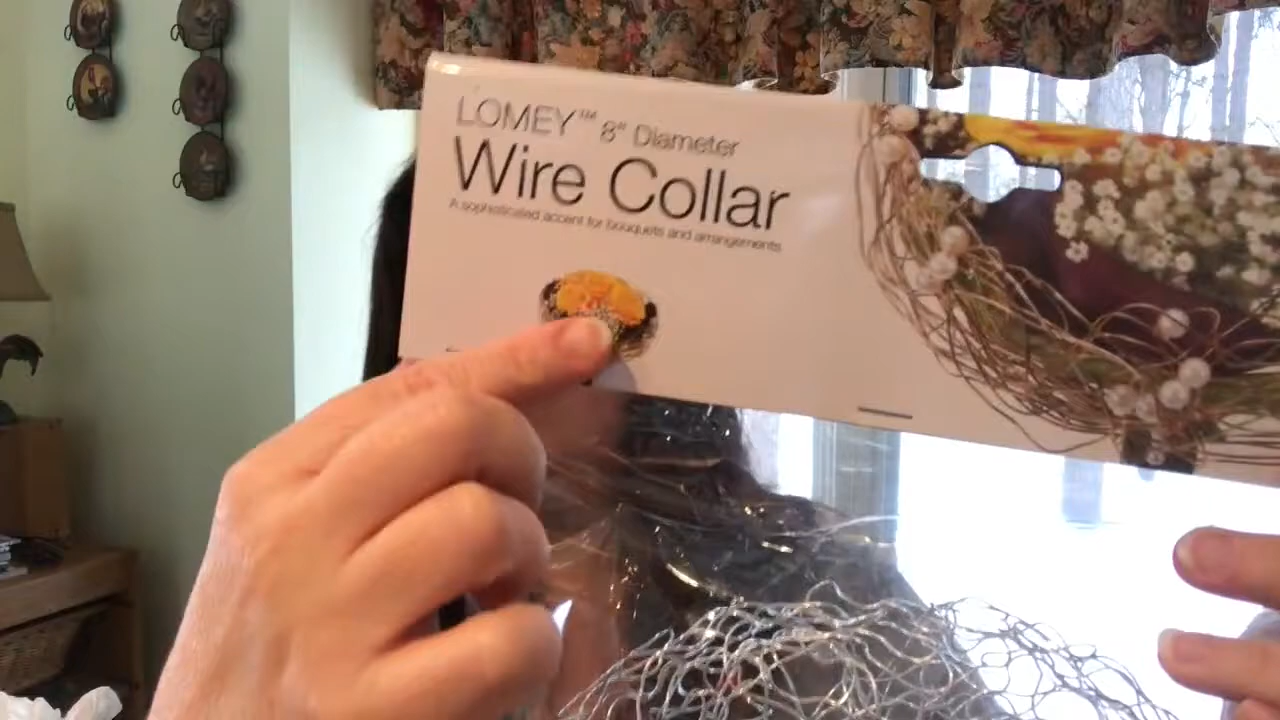 LOMEY™ 8" Diameter
Wire Collar
A sophisticated accent for bouquets and arrangements